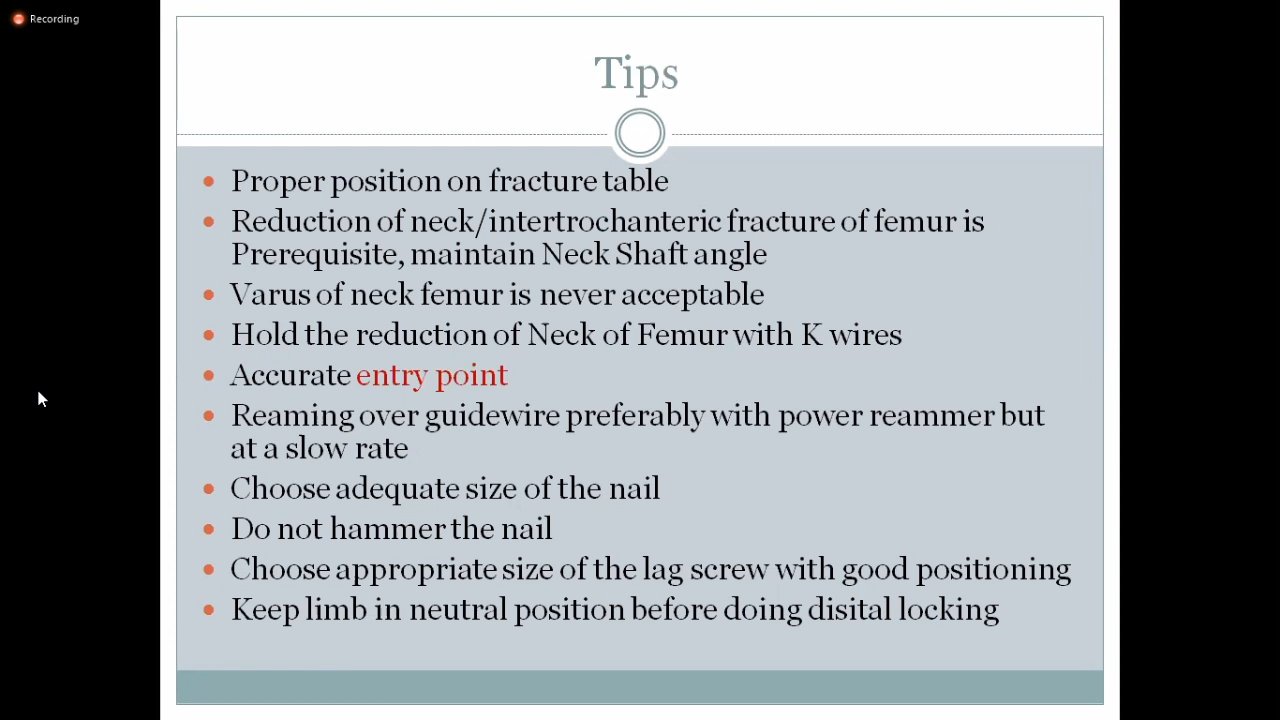 Recording
Tips
Proper position on fracture table
Reduction of neck/intertrochanteric fracture of femur is
Prerequisite, maintain Neck Shaft angle
Varus of neck femur is never acceptable
Hold the reduction of Neck of Femur with K wires
Accurate entry point
Reaming over guidewire preferably with power reammer but
at a slow rate
Choose adequate size of the nail
Do not hammer the nail
Choose appropriate size of the lag screw with good positioning
Keep limb in neutral position before doing disital locking